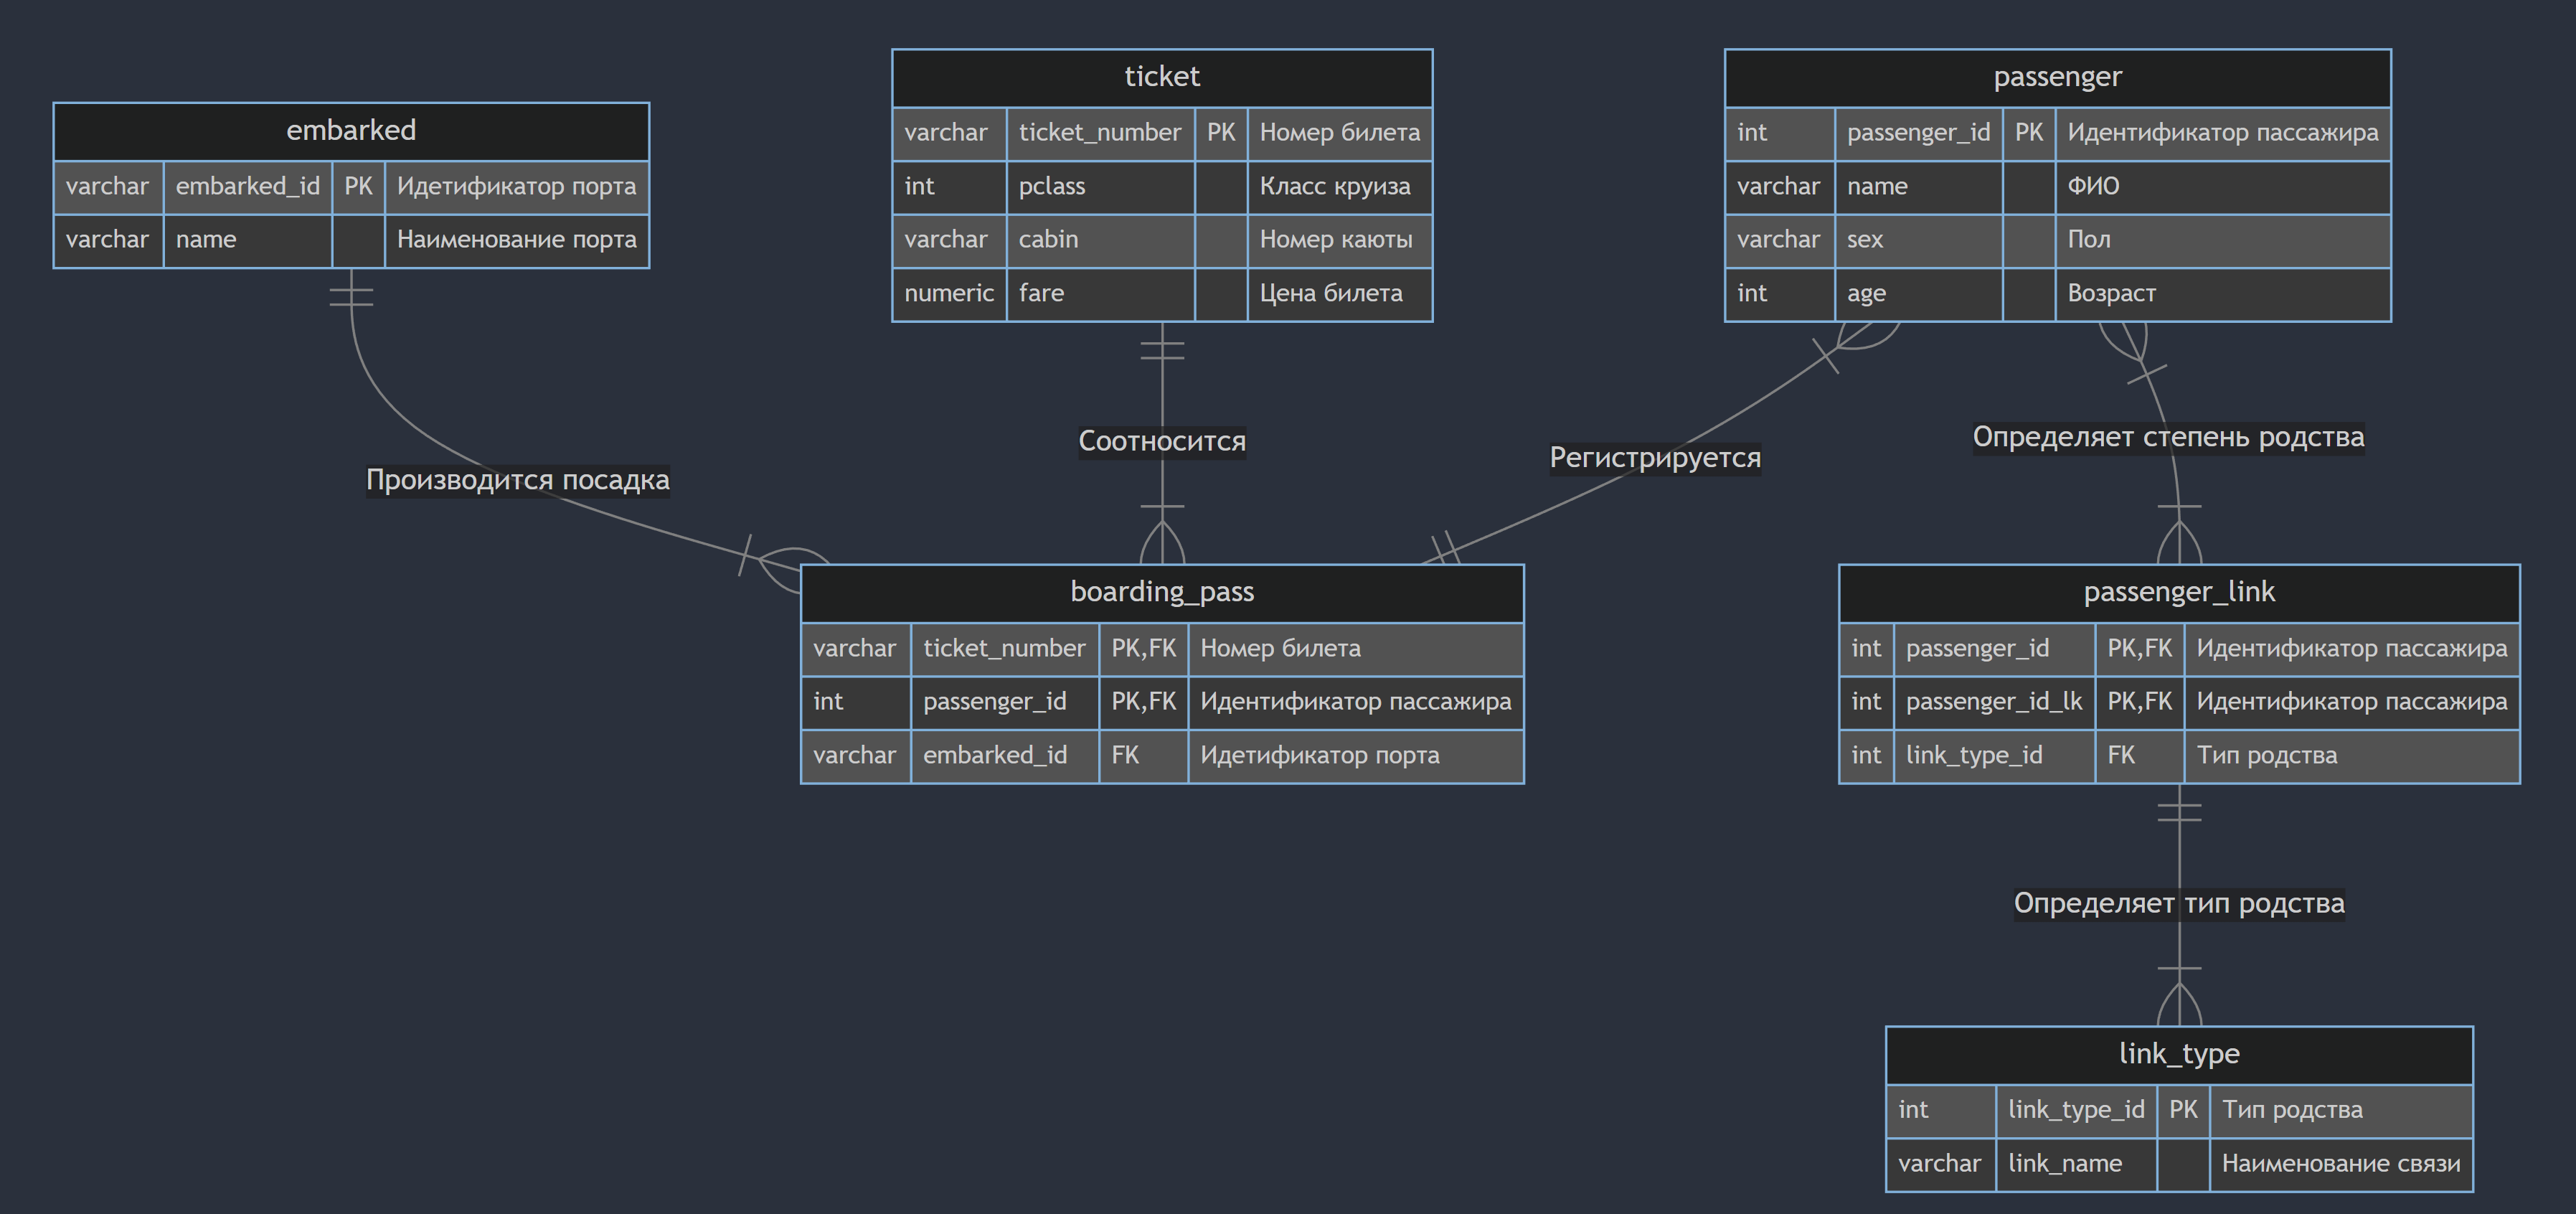 embarked
varchar embarked_id PK Идетификатор порта
varchar name Наименование порта
ticket
varchar ticket_number PK Номер билета
int pclass Класс круиза
varchar cabin Номер каюты
numeric fare Цена билета
passenger
int passenger_id PK Идентификатор пассажира
varchar name ФИО
varchar sex Пол
int age Возраст
Производится посадка
Соотносится
Регистрируется
Определяет степень родства
boarding_pass
varchar ticket_number PK,FK Номер билета
int passenger_id PK,FK Идентификатор пассажира
varchar embarked_id FK Идетификатор порта
passenger_link
int passenger_id PK,FK Идентификатор пассажира
int passenger_id_lk PK,FK Идентификатор пассажира
int link_type_id FK Тип родства
Определяет тип родства
link_type
int link_type_id PK Тип родства
varchar link_name Наименование связи